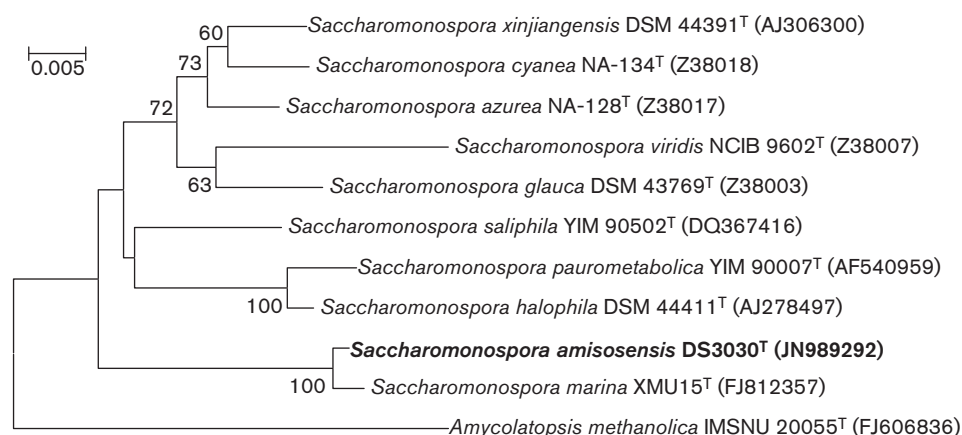 Saccharomonospora xinjiangensis DSM 44391ᵀ (AJ306300)
60
0.005
73
Saccharomonospora cyanea NA-134ᵀ (Z38018)
72
Saccharomonospora azurea NA-128ᵀ (Z38017)
Saccharomonospora viridis NCIB 9602ᵀ (Z38007)
63
Saccharomonospora glauca DSM 43769ᵀ (Z38003)
Saccharomonospora saliphila YIM 90502ᵀ (DQ367416)
Saccharomonospora paurometabolica YIM 90007ᵀ (AF540959)
100
Saccharomonospora halophila DSM 44411ᵀ (AJ278497)
Saccharomonospora amisosensis DS3030ᵀ (JN989292)
100
Saccharomonospora marina XMU15ᵀ (FJ812357)
Amycolatopsis methanolica IMSNU 20055ᵀ (FJ606836)